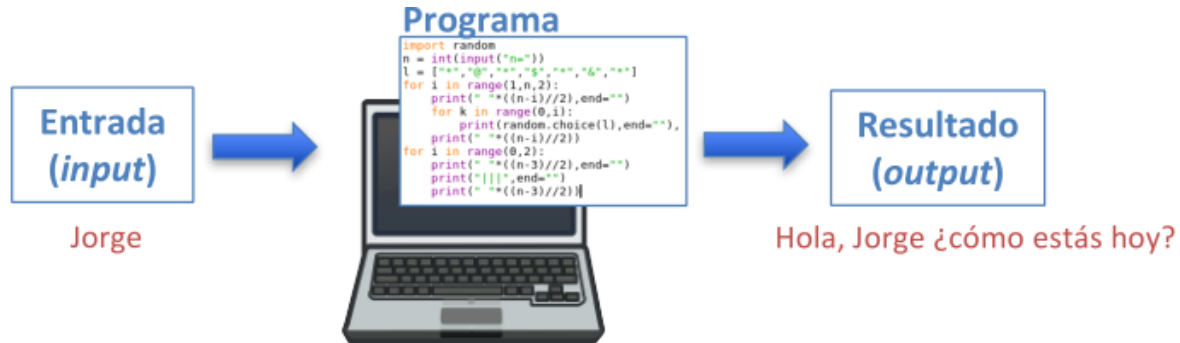 Programa
import random
n = int(input("n="))
l = ["*","@","*","$","*","&","*"]
for i in range(1,n,2):
    print(" "*((n-i)//2),end="")
    for k in range(0,i):
        print(random.choice(l),end=""),
    print(" "*((n-i)//2))
for i in range(0,2):
    print(" "*((n-3)//2),end="")
    print("|||",end="")
    print(" "*((n-3)//2))
Entrada
(input)
Jorge
Resultado
(output)
Hola, Jorge ¿cómo estás hoy?